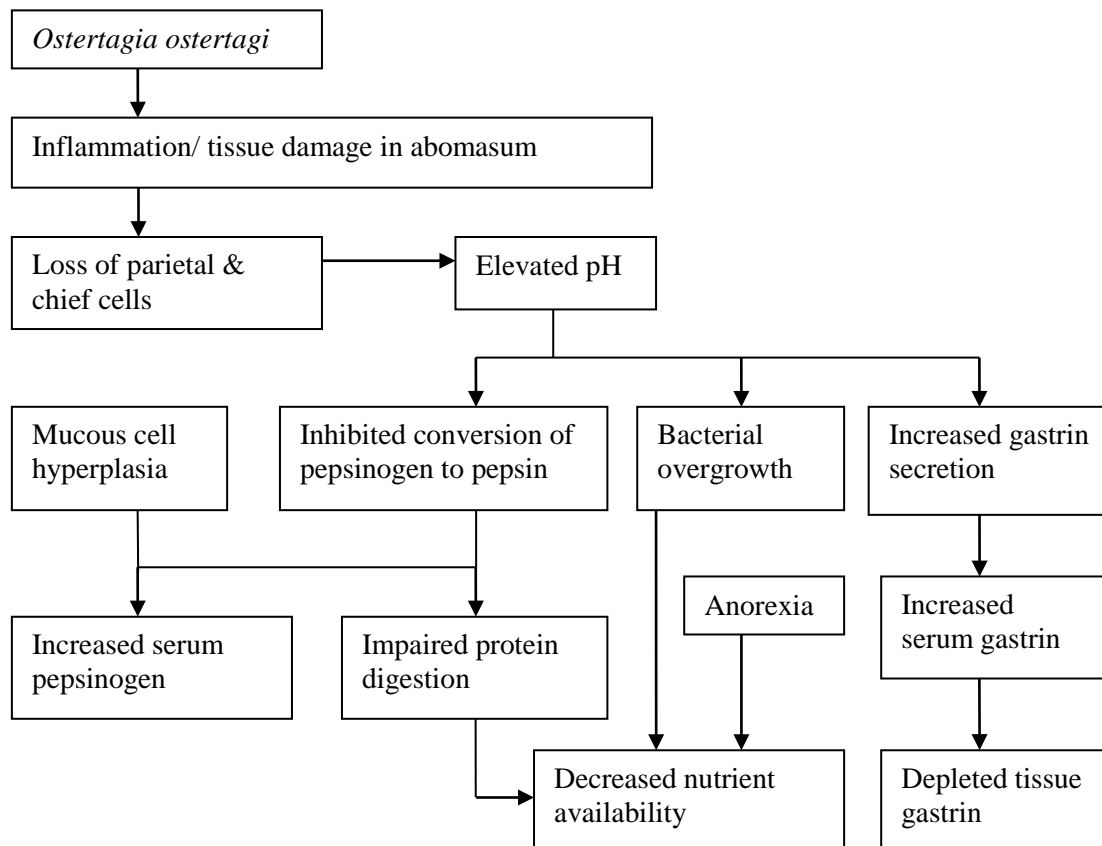 Ostertagia ostertagi
Inflammation/ tissue damage in abomasum
Loss of parietal &
chief cells
Elevated pH
Mucous cell
hyperplasia
Inhibited conversion of
pepsinogen to pepsin
Bacterial
overgrowth
Increased gastrin
secretion
Anorexia
Increased
serum gastrin
Increased serum
pepsinogen
Impaired protein
digestion
Decreased nutrient
availability
Depleted tissue
gastrin